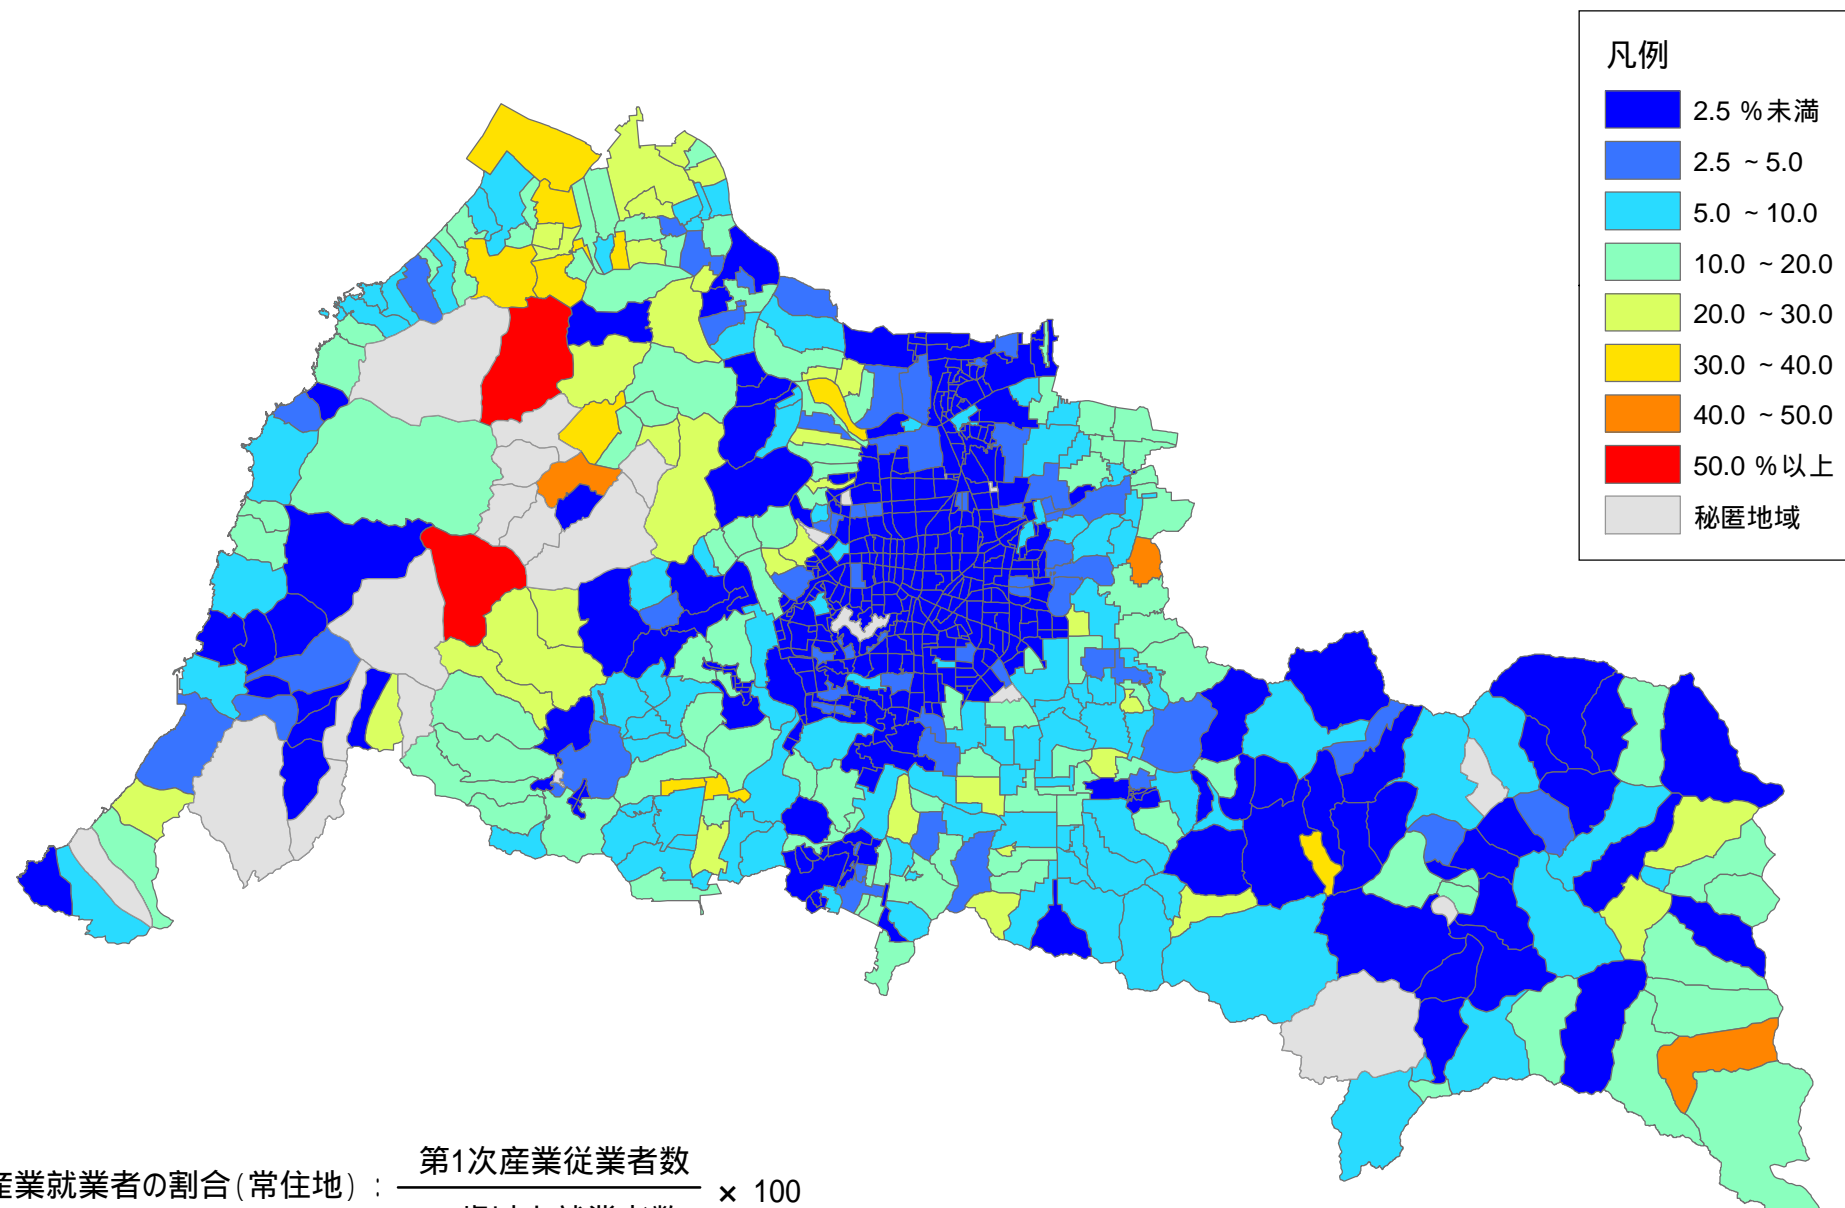 凡例
2.5 %未満
2.5 ~ 5.0
5.0 ~ 10.0
10.0 ~ 20.0
20.0 ~ 30.0
30.0 ~ 40.0
40.0 ~ 50.0
50.0 %以上
秘匿地域
第1次産業従業者数
産業就業者の割合(常住地) : × 100